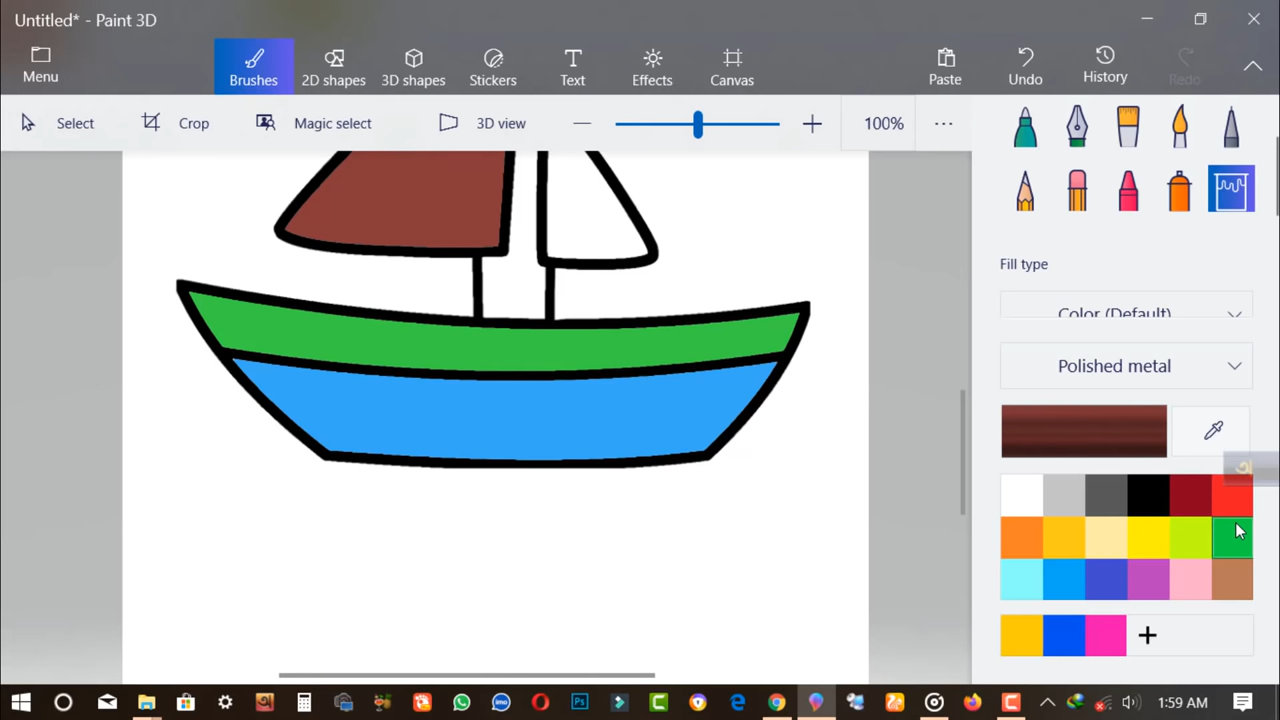 Untitled* - Paint 3D
Menu
Brushes
2D shapes
3D shapes
Stickers
Text
Effects
Canvas
Paste
Undo
History
Redo
Select
Crop
Magic select
3D view
100%
Fill type
Color (Default)
Polished metal
1:59 AM